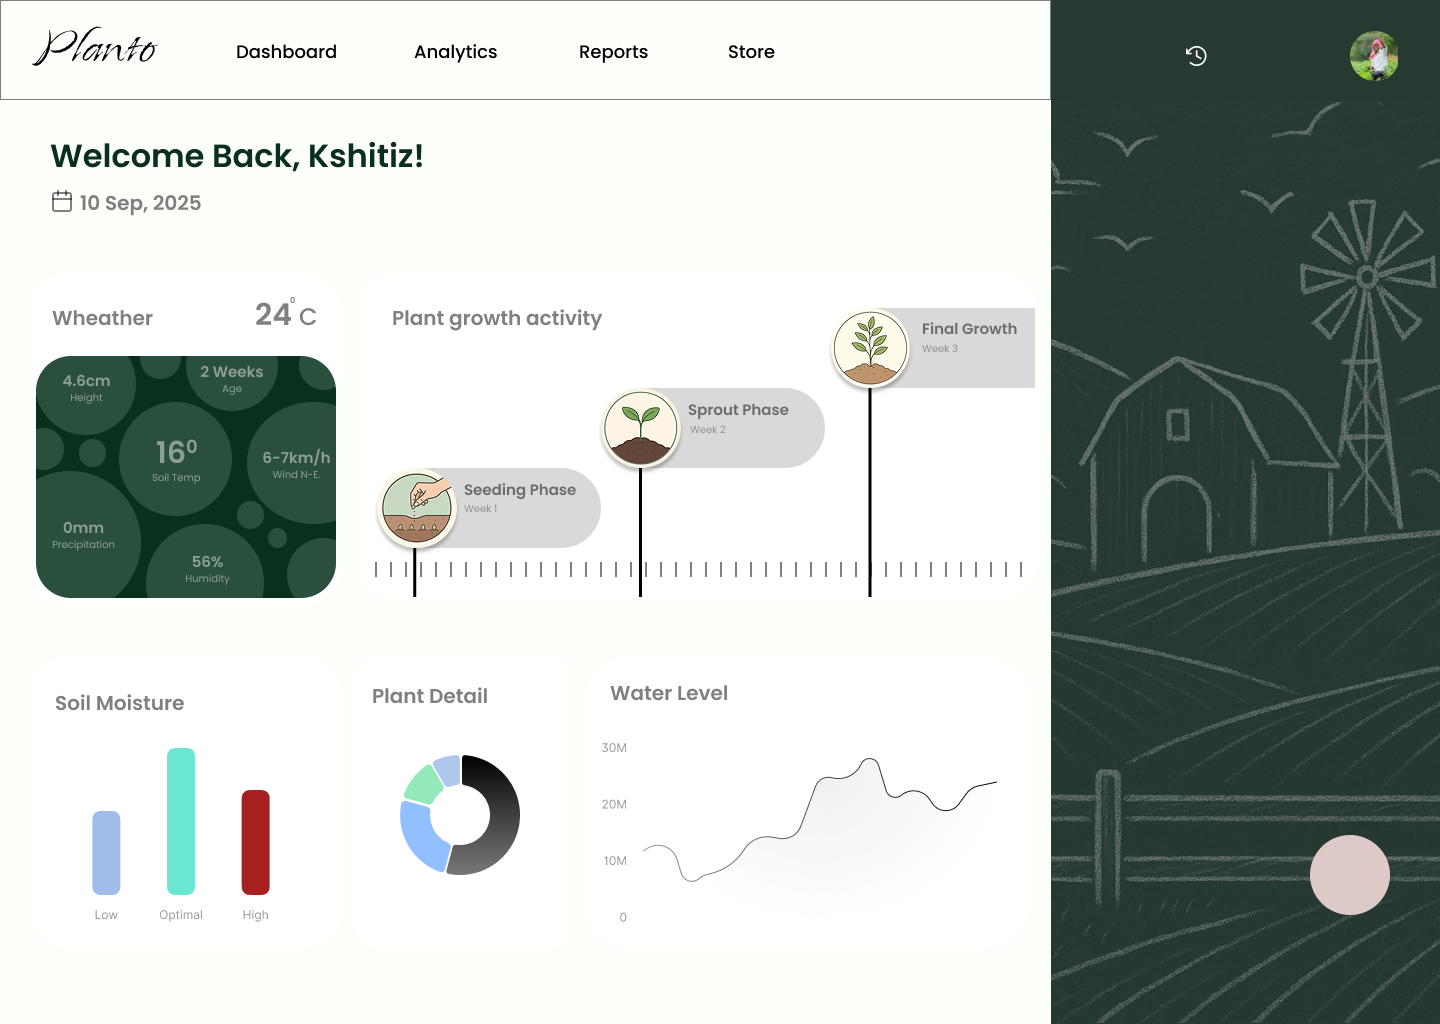 Planto
Dashboard
Analytics
Reports
Store
Welcome Back, Kshitiz!
10 Sep, 2025
Wheather
24⁰ C
4.6cm
Height
2 Weeks
Age
16⁰
Soil Temp
6-7km/h
Wind N-E.
0mm
Precipitation
56%
Humidity
Plant growth activity
Final Growth
Week 3
Sprout Phase
Week 2
Seeding Phase
Week 1
Soil Moisture
Low
Optimal
High
Plant Detail
Water Level
30M
20M
10M
0